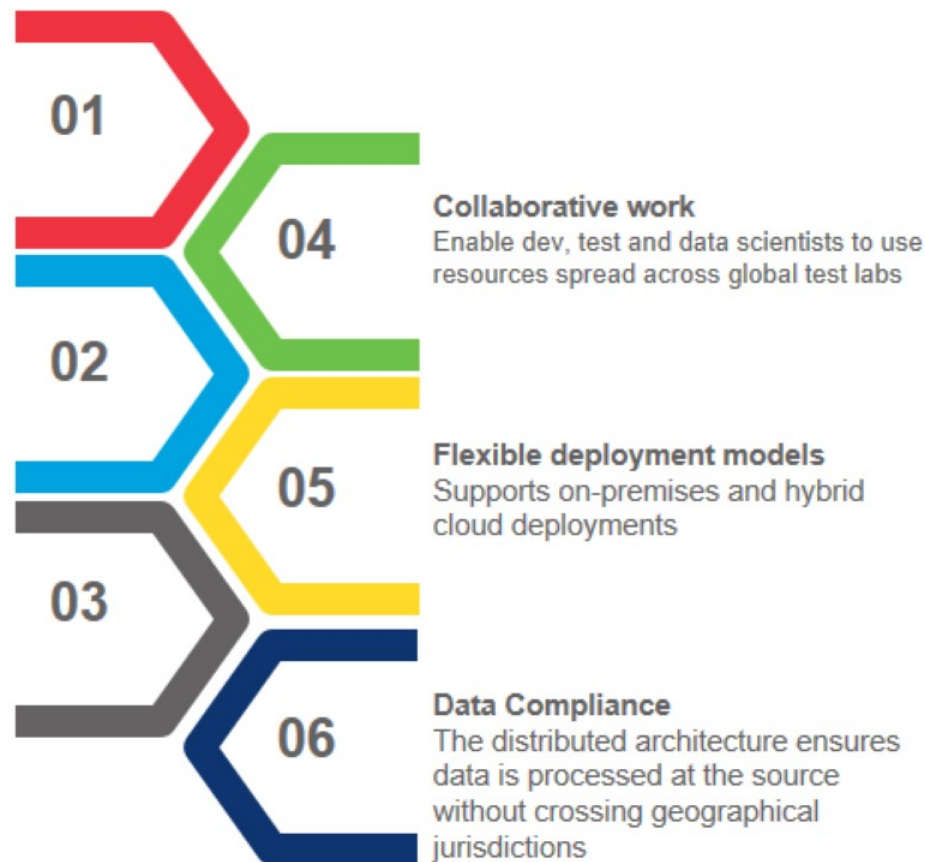 01
04
Collaborative work
Enable dev, test and data scientists to use
resources spread across global test labs
02
05
Flexible deployment models
Supports on-premises and hybrid
cloud deployments
03
06
Data Compliance
The distributed architecture ensures
data is processed at the source
without crossing geographical
jurisdictions